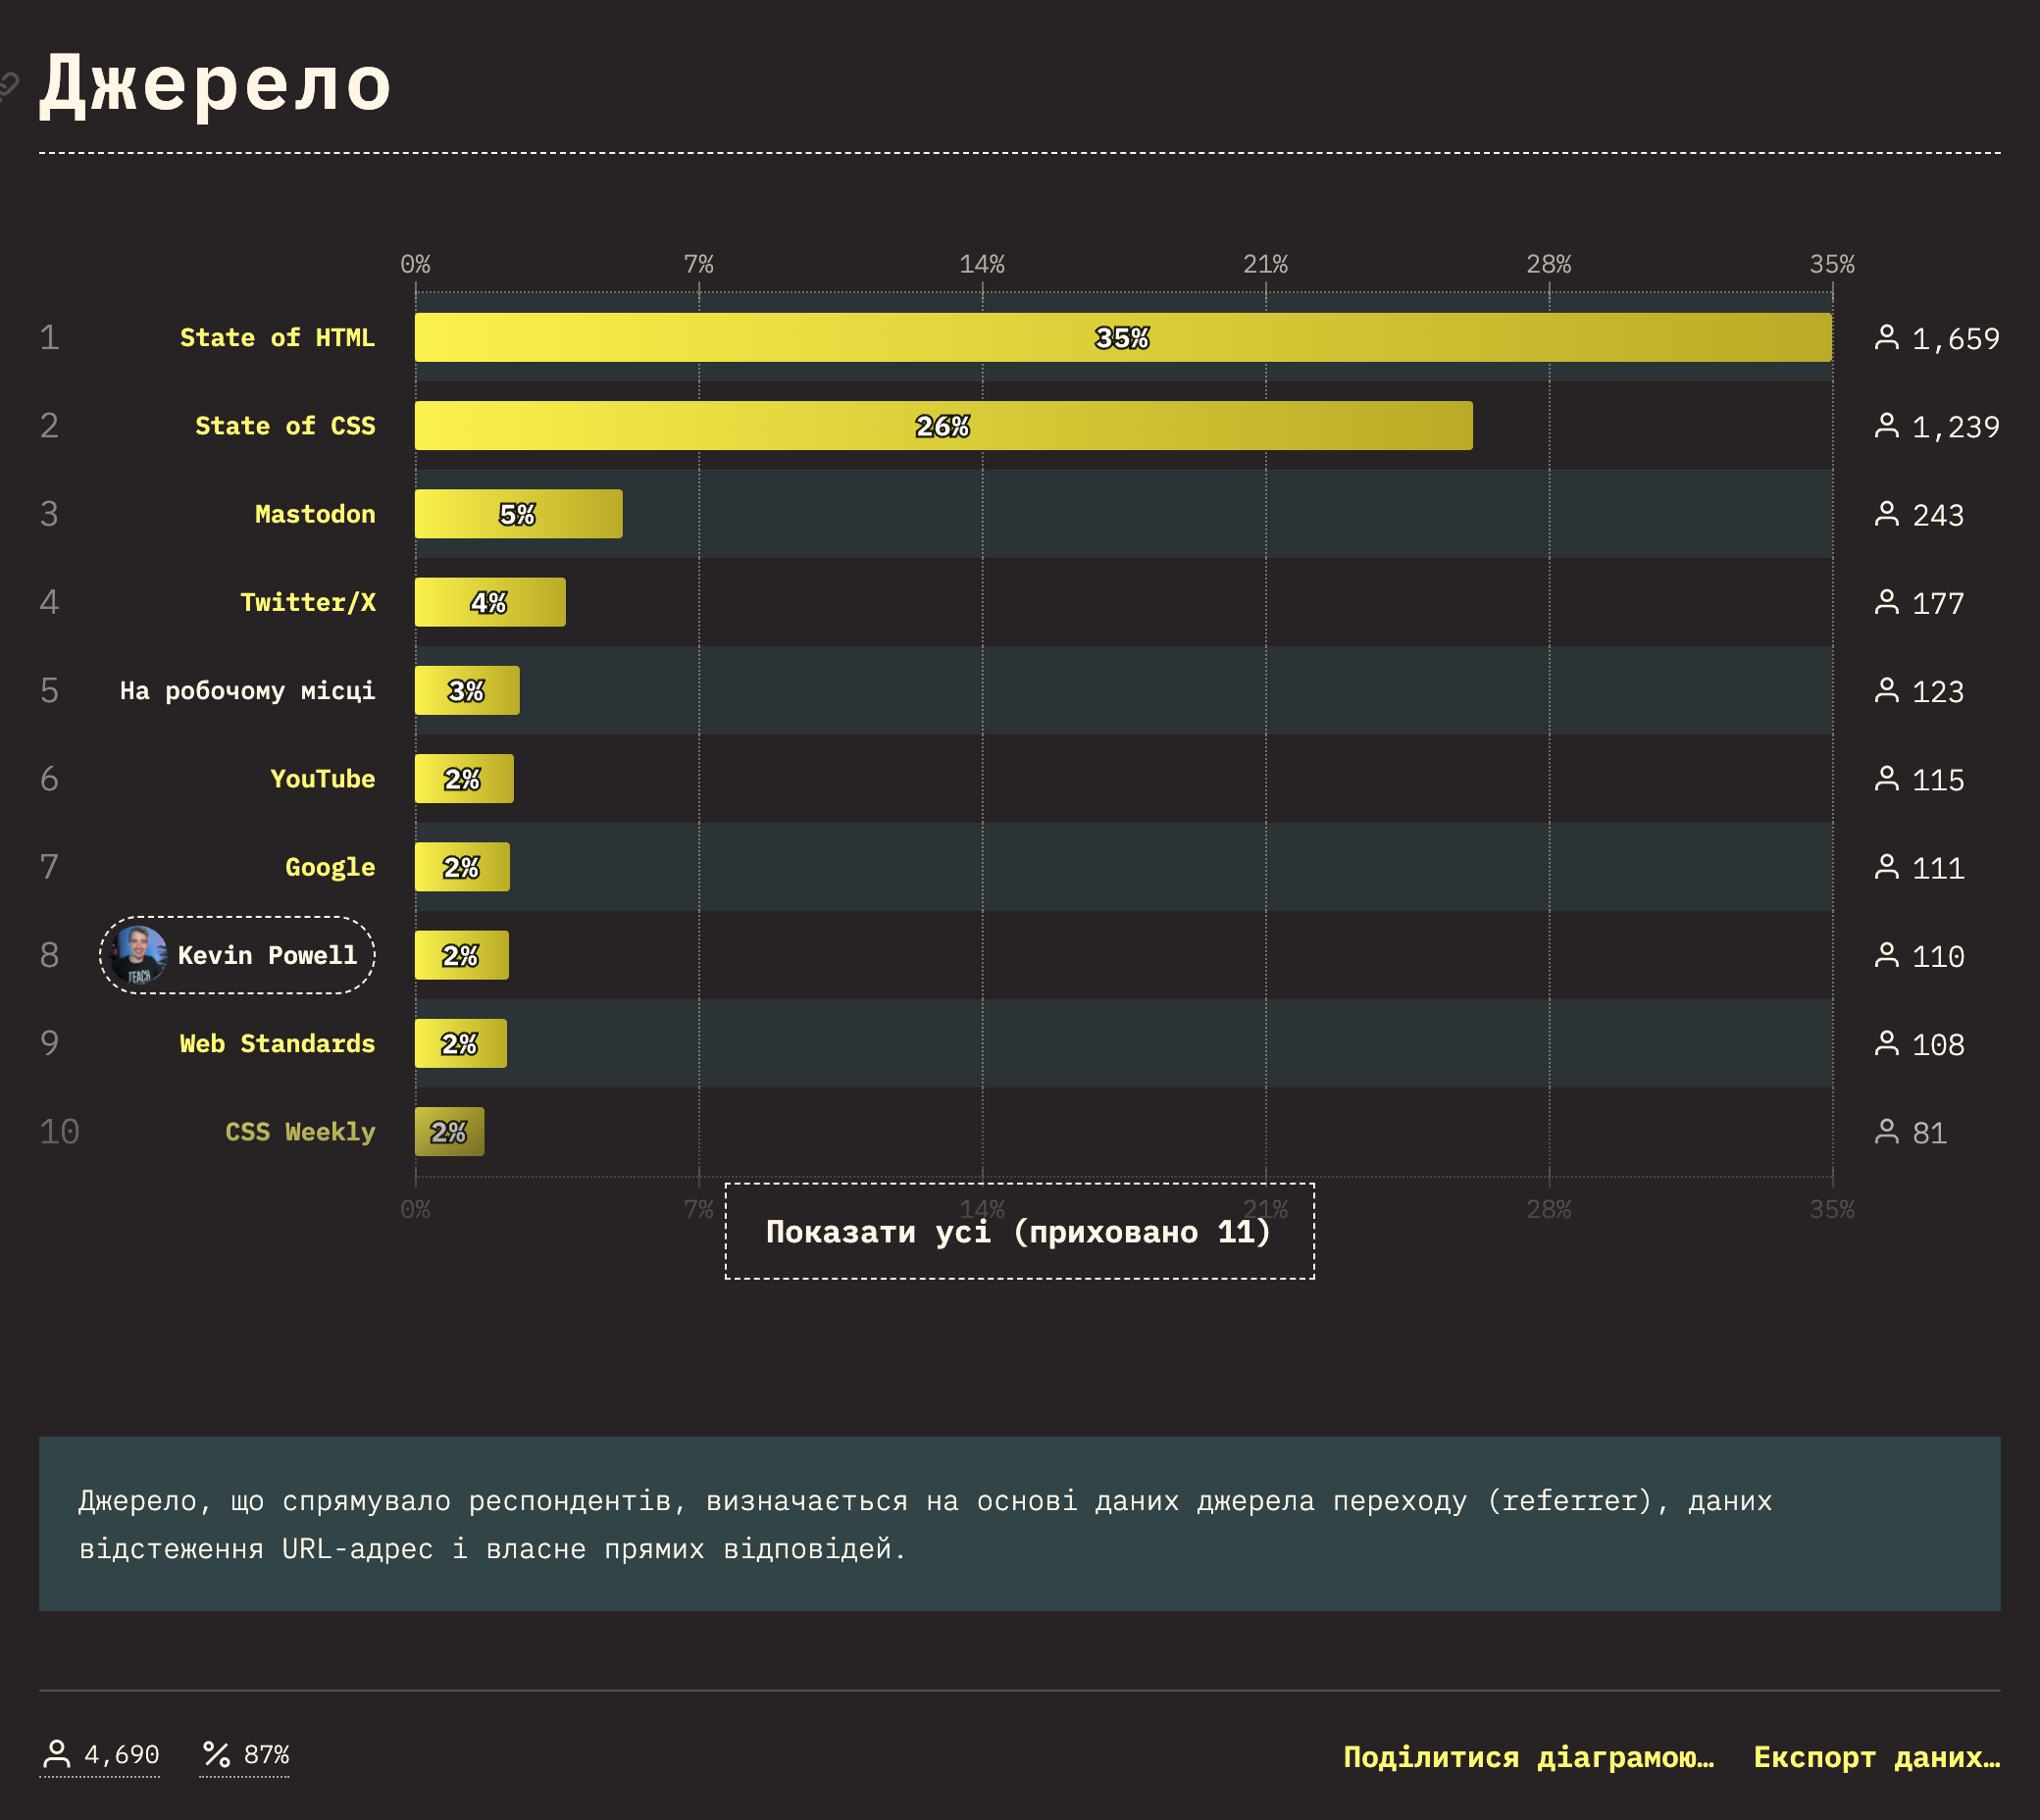 Джерело
0% 7% 14% 21% 28% 35%
1 State of HTML 35% 1,659
2 State of CSS 26% 1,239
3 Mastodon 5% 243
4 Twitter/X 4% 177
5 На робочому місці 3% 123
6 YouTube 2% 115
7 Google 2% 111
8 TEACH Kevin Powell 2% 110
9 Web Standards 2% 108
10 CSS Weekly 2% 81
0% 7% 14% 21% 28% 35%
Показати усі (приховано 11)
Джерело, що спрямувало респондентів, визначається на основі даних джерела переходу (referrer), даних
відстеження URL-адрес і власне прямих відповідей.
4,690 87% Поділитися діаграмою… Експорт даних…